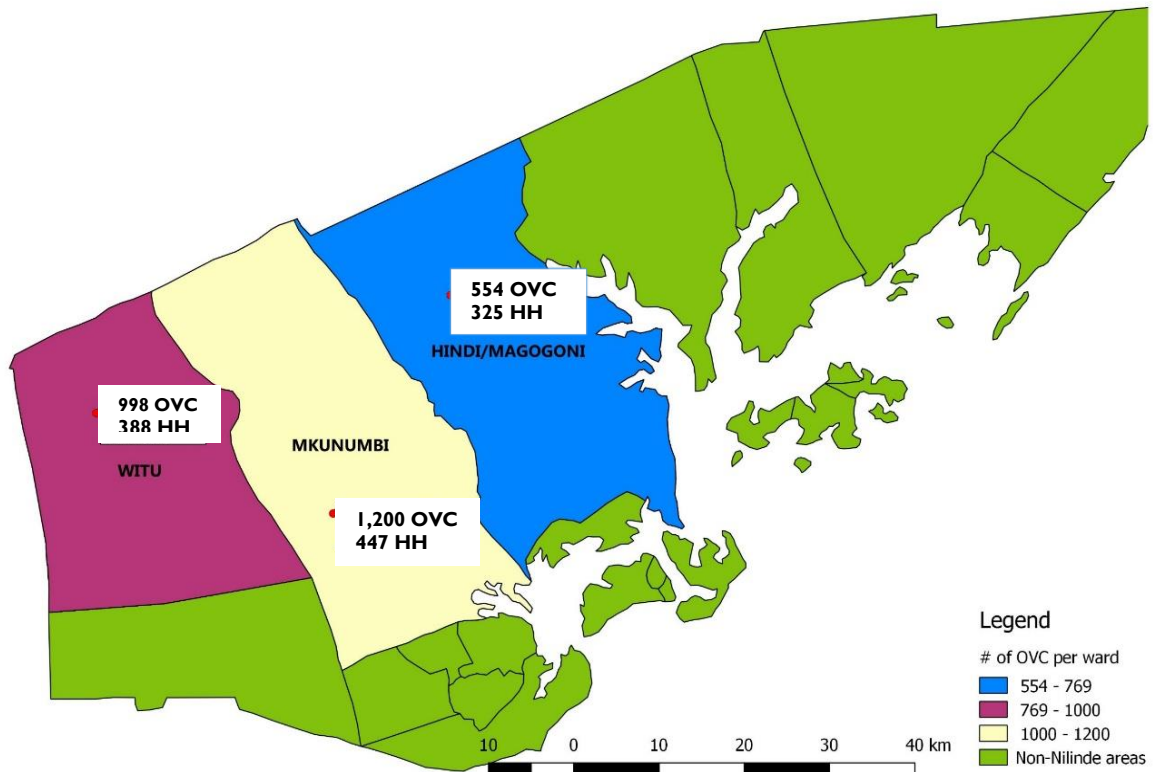 554 OVC
325 HH
HINDI/MAGOGONI
998 OVC
388 HH
WITU
MKUNUMBI
1,200 OVC
447 HH
Legend
# of OVC per ward
554 - 769
769 - 1000
1000 - 1200
Non-Nilinde areas
10 0 10 20 30 40 km